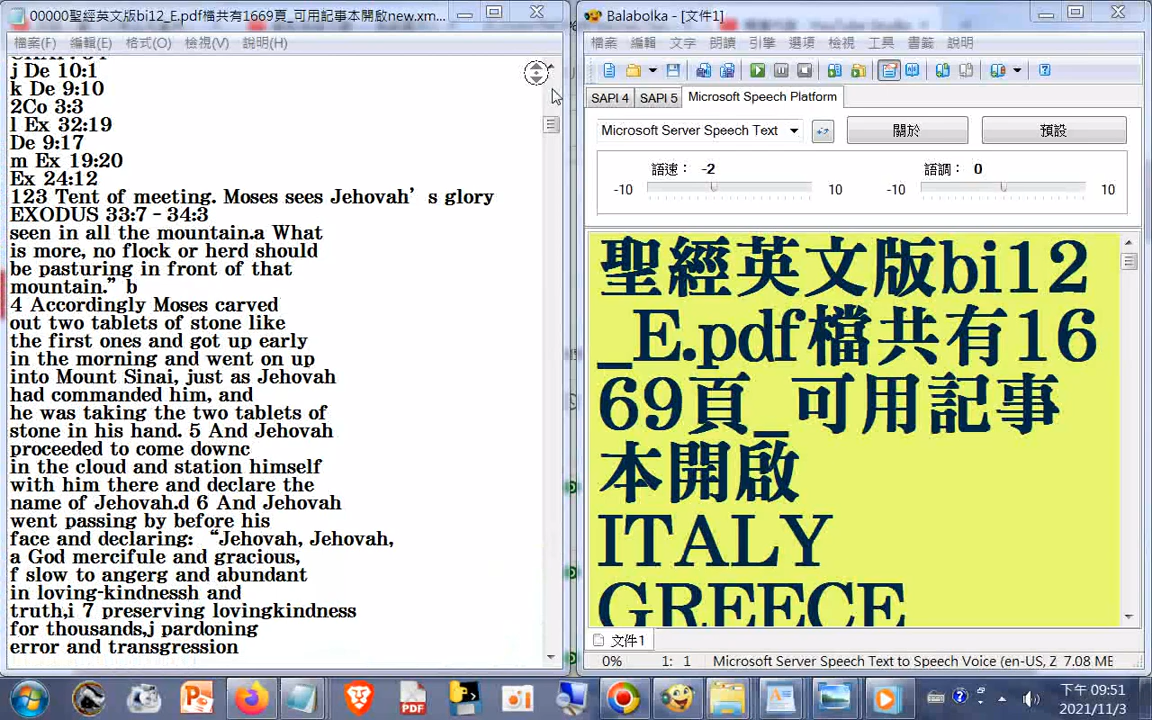 00000聖經英文版bi12_E.pdf檔共有1669頁_可用記事本開啟new.xm...
檔案(F) 編輯(E) 格式(O) 檢視(V) 說明(H)
j De 10:1
k De 9:10
2Co 3:3
l Ex 32:19
De 9:17
m Ex 19:20
Ex 24:12
123 Tent of meeting. Moses sees Jehovah’s glory
EXODUS 33:7 - 34:3
seen in all the mountain.a What
is more, no flock or herd should
be pasturing in front of that
mountain.” b
4 Accordingly Moses carved
out two tablets of stone like
the first ones and got up early
in the morning and went on up
into Mount Sinai, just as Jehovah
had commanded him, and
he was taking the two tablets of
stone in his hand. 5 And Jehovah
proceeded to come downc
in the cloud and station himself
with him there and declare the
name of Jehovah.d 6 And Jehovah
went passing by before his
face and declaring: “Jehovah, Jehovah,
a God mercifule and gracious,
f slow to angerg and abundant
in loving-kindnessh and
truth,i 7 preserving lovingkindness
for thousands,j pardoning
error and transgression
Balabolka - [文件1]
檔案 編輯 文字 朗讀 引擎 選項 檢視 工具 書籤 說明
SAPI 4 SAPI 5 Microsoft Speech Platform
Microsoft Server Speech Text 關於 預設
語速: -2 語調: 0
-10 10 -10 10
聖經英文版bi12
_E.pdf檔共有16
69頁_可用記事
本開啟
ITALY
GREECE
文件1
0% 1: 1 Microsoft Server Speech Text to Speech Voice (en-US, Z 7.08 ME
下午 09:51
2021/11/3